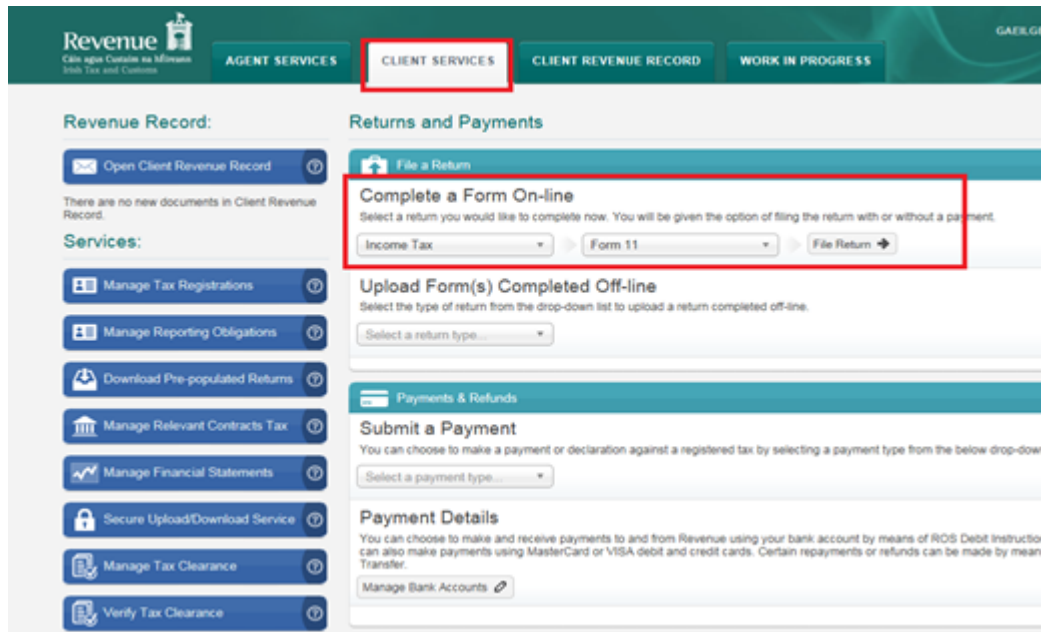 Revenue
Cáin agus Custaim na hÉireann
Irish Tax and Customs
GAEILG
AGENT SERVICES
CLIENT SERVICES
CLIENT REVENUE RECORD
WORK IN PROGRESS
Revenue Record:
Open Client Revenue Record
There are no new documents in Client Revenue
Record.
Services:
Manage Tax Registrations
Manage Reporting Obligations
Download Pre-populated Returns
Manage Relevant Contracts Tax
Manage Financial Statements
Secure Upload/Download Service
Manage Tax Clearance
Verify Tax Clearance
Returns and Payments
File a Return
Complete a Form On-line
Select a return you would like to complete now. You will be given the option of filing the return with or without a payment.
Income Tax
Form 11
File Return
Upload Form(s) Completed Off-line
Select the type of return from the drop-down list to upload a return completed off-line.
Select a return type...
Payments & Refunds
Submit a Payment
You can choose to make a payment or declaration against a registered tax by selecting a payment type from the below drop-dow
Select a payment type...
Payment Details
You can choose to make and receive payments to and from Revenue using your bank account by means of ROS Debit Instructio
can also make payments using MasterCard or VISA debit and credit cards. Certain repayments or refunds can be made by mean
Transfer.
Manage Bank Accounts